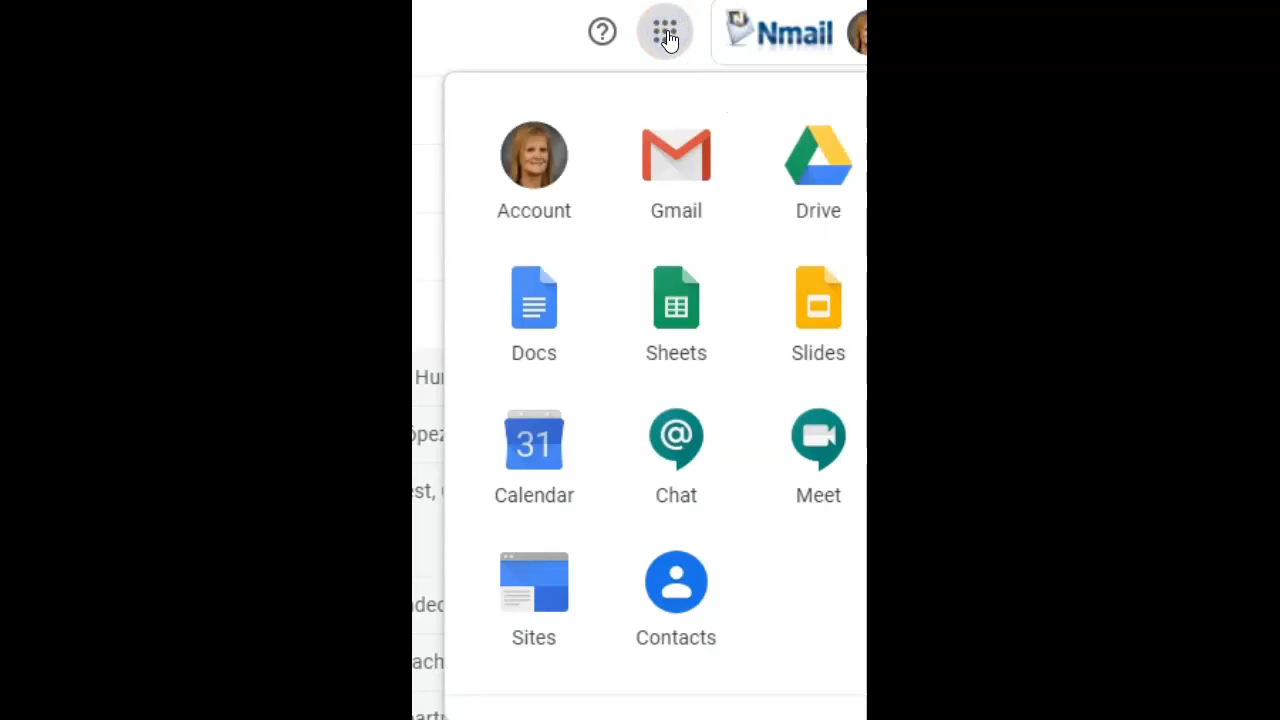 Nmail
Account Gmail Drive
Docs Sheets Slides
31
Calendar Chat Meet
Sites Contacts